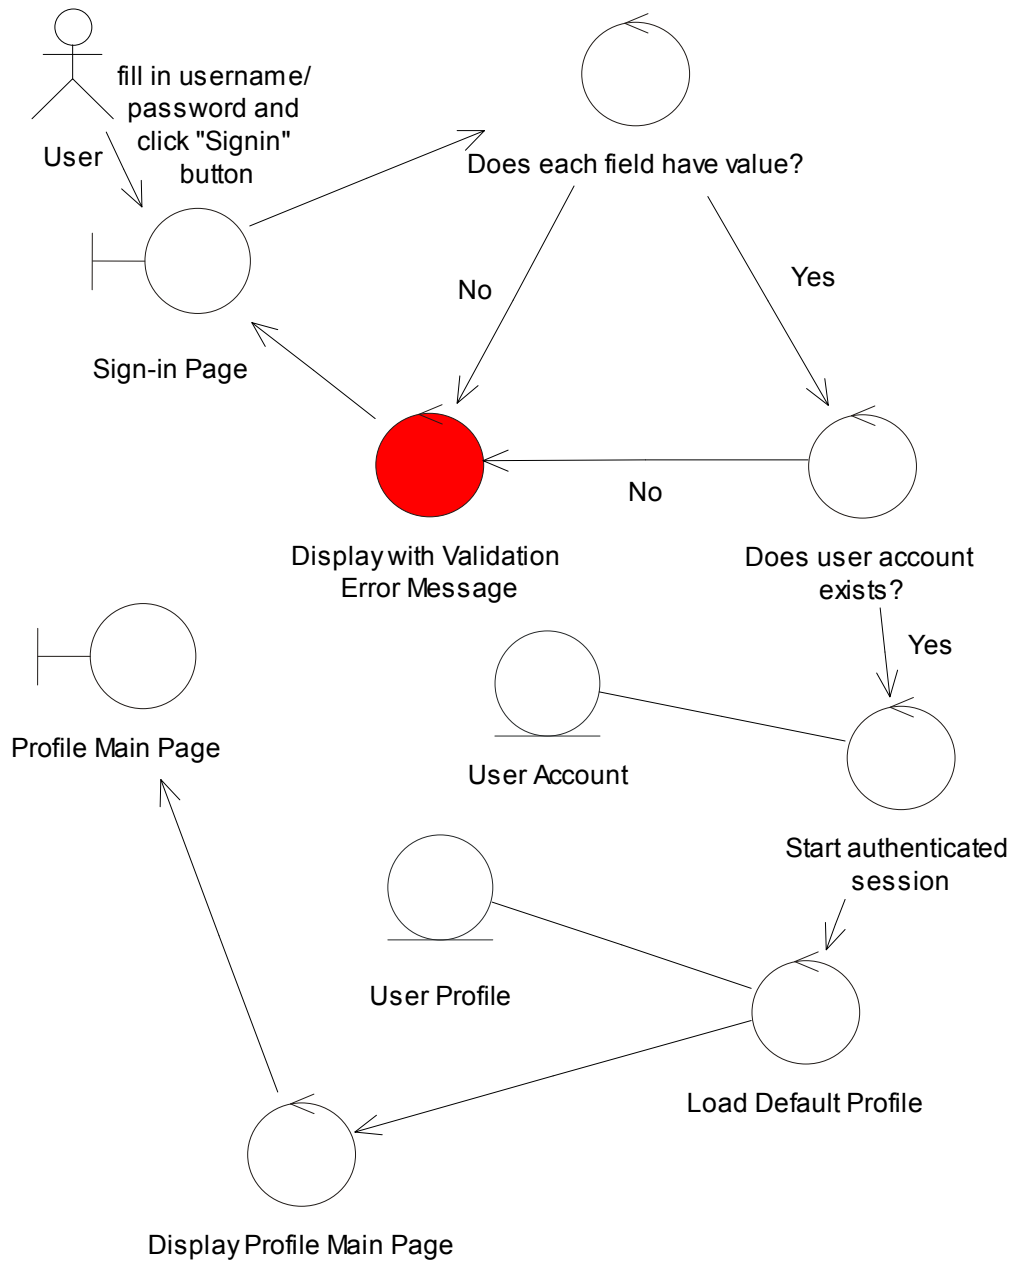 fill in username/
password and
click "Signin"
button
User
Does each field have value?
No
Yes
Sign-in Page
No
Display with Validation
Error Message
Does user account
exists?
Yes
Profile Main Page
User Account
Start authenticated
session
User Profile
Load Default Profile
Display Profile Main Page